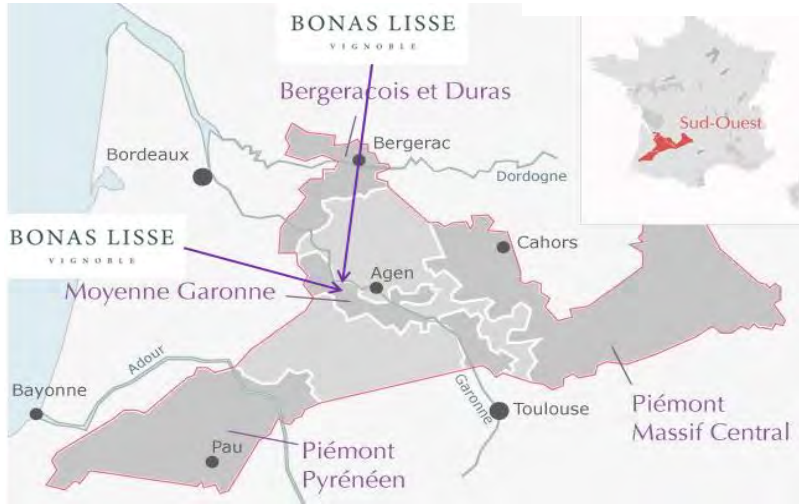 BONAS LISSE
VIGNOBLE
Bergeracois et Duras
Sud-Ouest
Bordeaux
Bergerac
Dordogne
BONAS LISSE
VIGNOBLE
Cahors
Agen
Moyenne Garonne
Adour
Bayonne
Garonne
Toulouse
Piémont
Massif Central
Pau
Piémont
Pyrénéen